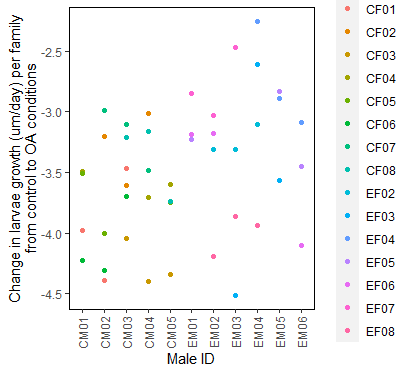 Change in larvae growth (um/day) per family
from control to OA conditions
-2.5
-3.0
-3.5
-4.0
-4.5
CM01
CM02
CM03
CM04
CM05
EM01
EM02
EM03
EM04
EM05
EM06
Male ID
CF01
CF02
CF03
CF04
CF05
CF06
CF07
CF08
EF02
EF03
EF04
EF05
EF06
EF07
EF08